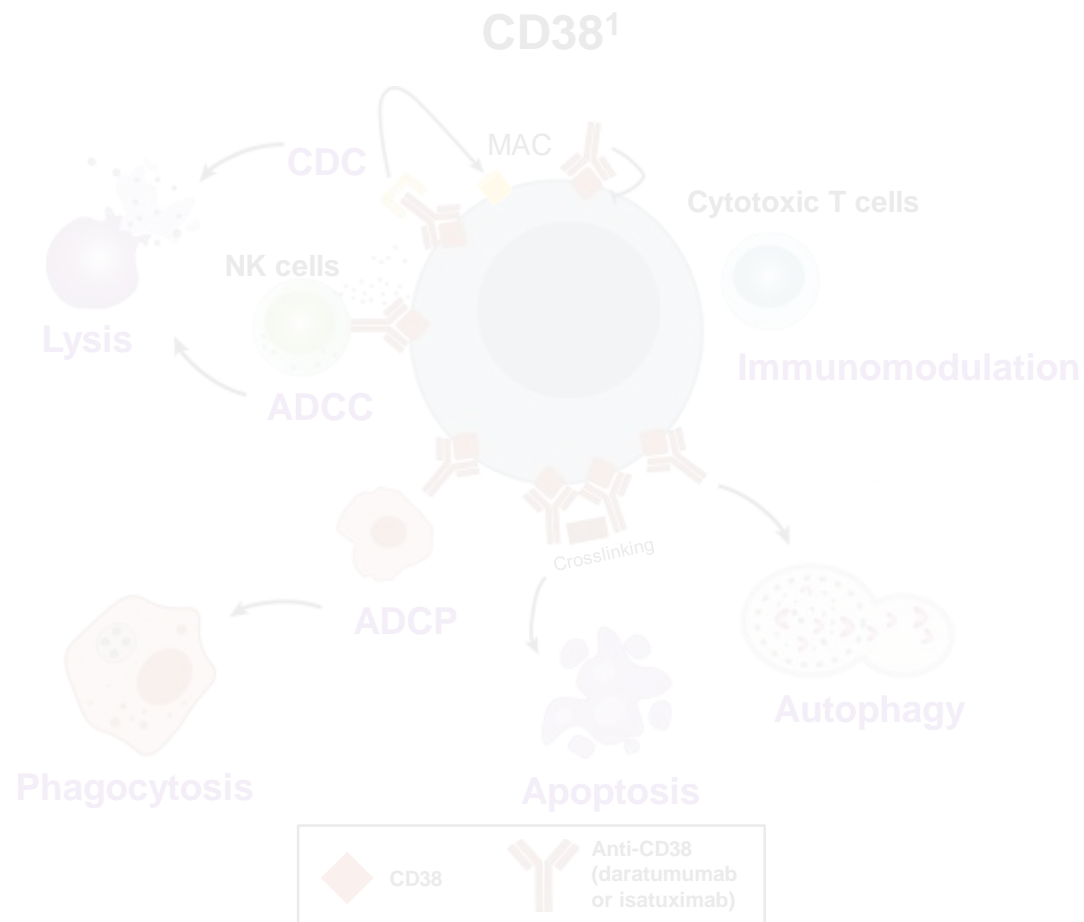 CD38¹
MAC
CDC
Cytotoxic T cells
NK cells
Lysis
Immunomodulation
ADCC
Crosslinking
ADCP
Autophagy
Phagocytosis
Apoptosis
CD38
Anti-CD38
(daratumumab
or isatuximab)